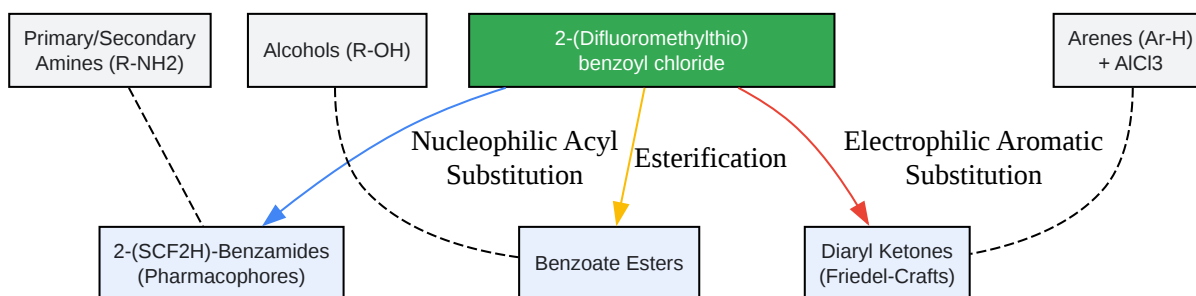 Primary/Secondary
Amines (R-NH2)
Alcohols (R-OH)
2-(Difluoromethylthio)
benzoyl chloride
Arenes (Ar-H)
+ AlCl3
Nucleophilic Acyl
Substitution
Esterification
Electrophilic Aromatic
Substitution
2-(SCF2H)-Benzamides
(Pharmacophores)
Benzoate Esters
Diaryl Ketones
(Friedel-Crafts)